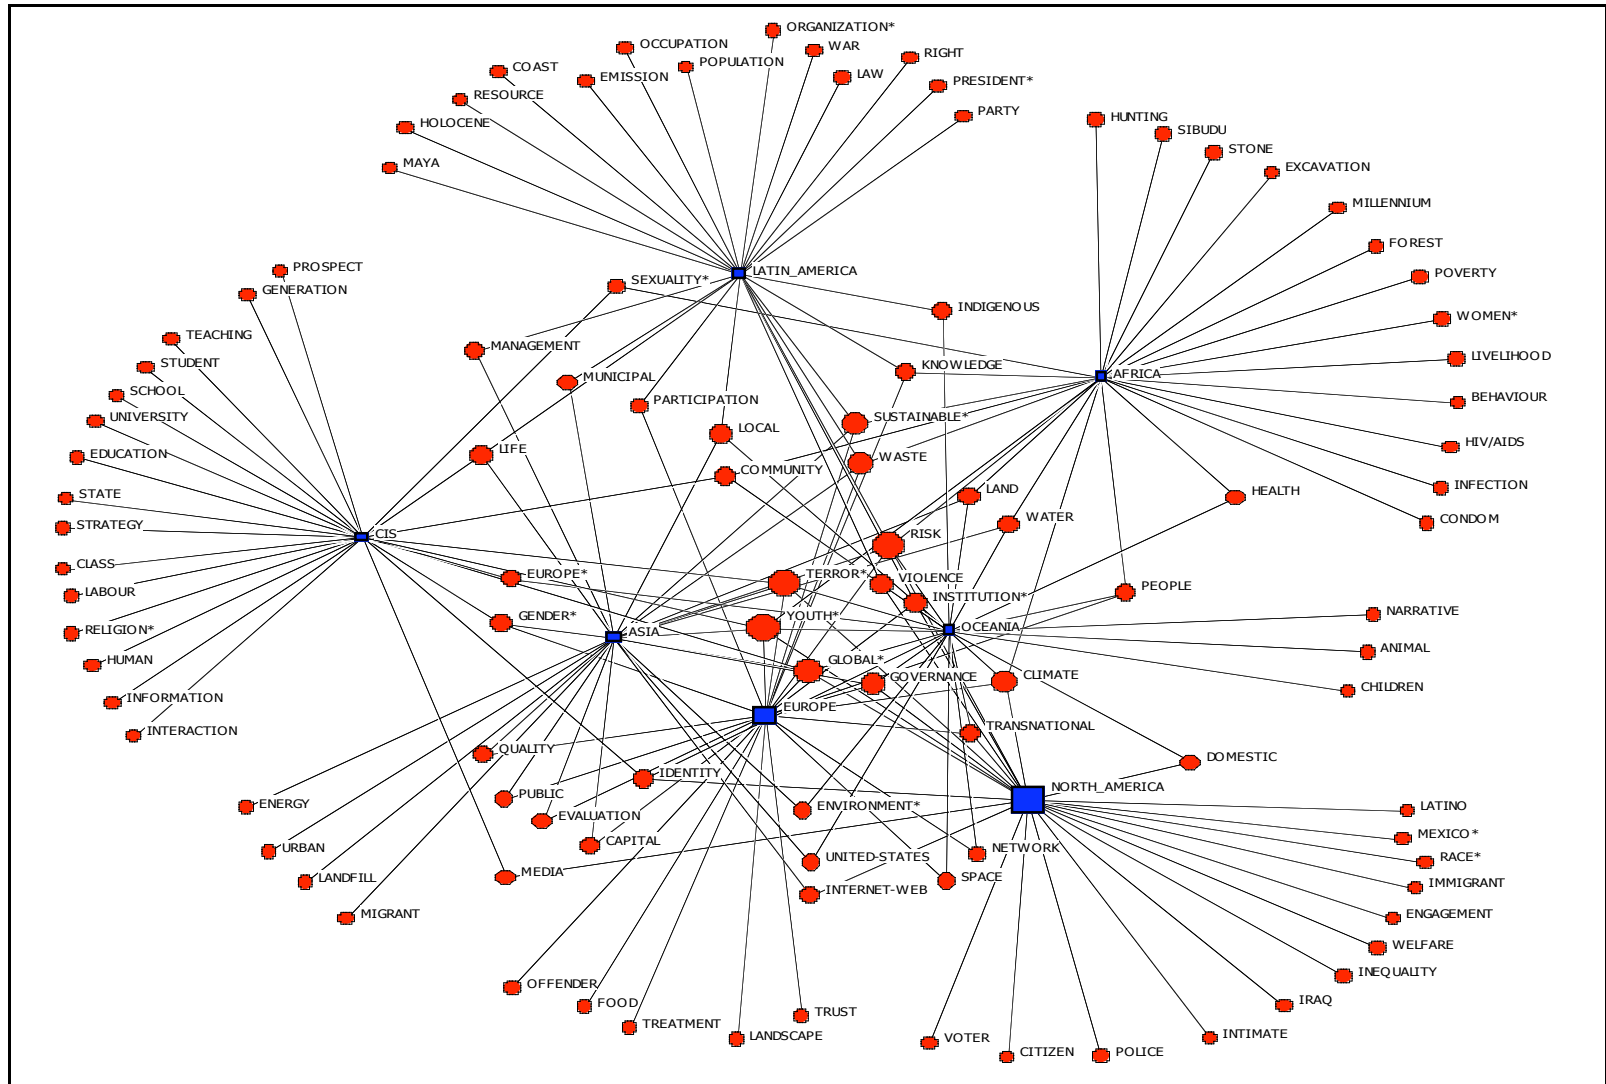 ORGANIZATION*
OCCUPATION
WAR
RIGHT
POPULATION
COAST
EMISSION
LAW
PRESIDENT*
RESOURCE
PARTY
HUNTING
HOLOCENE
SIBUDU
STONE
MAYA
EXCAVATION
MILLENNIUM
FOREST
PROSPECT
LATIN_AMERICA
POVERTY
SEXUALITY*
GENERATION
INDIGENOUS
WOMEN*
TEACHING
MANAGEMENT
LIVELIHOOD
STUDENT
KNOWLEDGE
AFRICA
MUNICIPAL
SCHOOL
BEHAVIOUR
PARTICIPATION
UNIVERSITY
SUSTAINABLE*
LOCAL
HIV/AIDS
LIFE
EDUCATION
WASTE
COMMUNITY
INFECTION
LAND
HEALTH
STATE
WATER
CONDOM
STRATEGY
CIS
RISK
CLASS
EUROPE*
TERROR*
VIOLENCE
PEOPLE
LABOUR
INSTITUTION*
NARRATIVE
GENDER*
YOUTH*
RELIGION*
ASIA
OCEANIA
ANIMAL
HUMAN
GLOBAL*
GOVERNANCE
CLIMATE
CHILDREN
INFORMATION
EUROPE
INTERACTION
TRANSNATIONAL
QUALITY
DOMESTIC
IDENTITY
NORTH_AMERICA
PUBLIC
ENERGY
ENVIRONMENT*
LATINO
EVALUATION
MEXICO*
CAPITAL
URBAN
NETWORK
UNITED-STATES
RACE*
MEDIA
LANDFILL
SPACE
IMMIGRANT
INTERNET-WEB
MIGRANT
ENGAGEMENT
WELFARE
INEQUALITY
OFFENDER
FOOD
IRAQ
TRUST
TREATMENT
LANDSCAPE
VOTER
INTIMATE
CITIZEN
POLICE